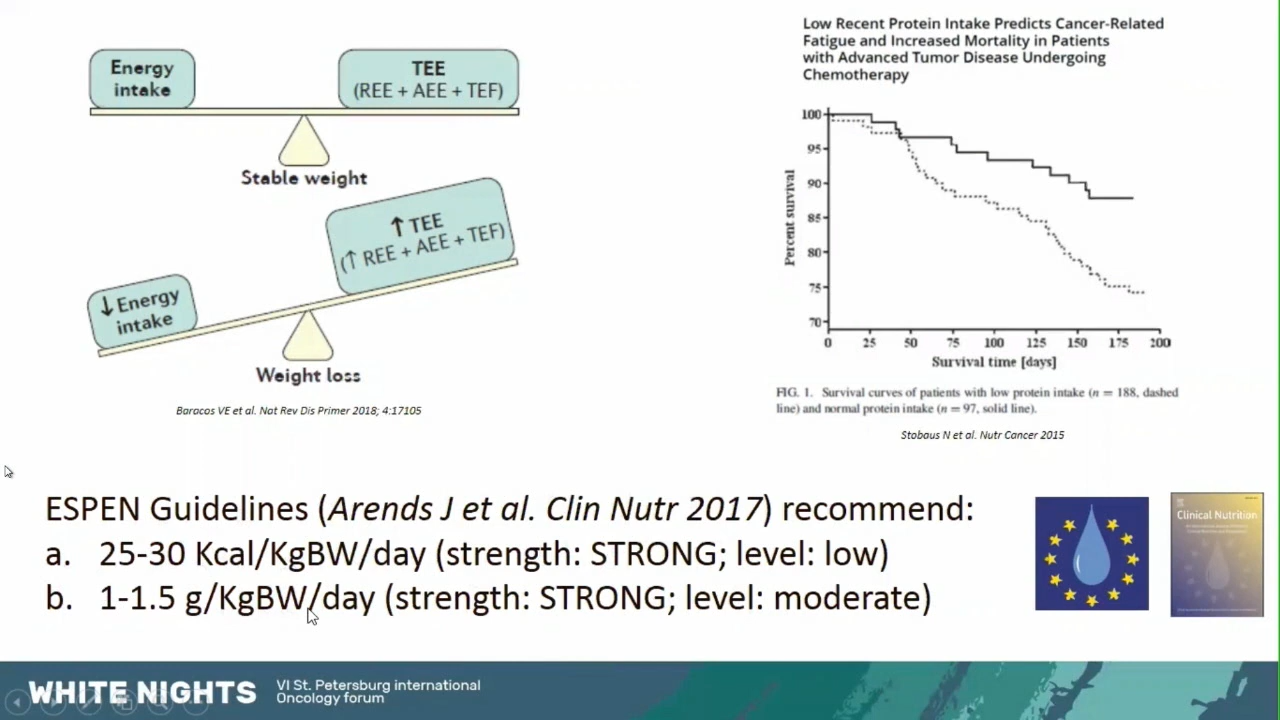 Energy
intake
TEE
(REE + AEE + TEF)
Stable weight
↑ TEE
(↑ REE + AEE + TEF)
↓ Energy
intake
Weight loss
Baracos VE et al. Nat Rev Dis Primer 2018; 4:17105
Low Recent Protein Intake Predicts Cancer-Related
Fatigue and Increased Mortality in Patients
with Advanced Tumor Disease Undergoing
Chemotherapy
Percent survival
100
95
90
85
80
75
70
0 25 50 75 100 125 150 175 200
Survival time [days]
FIG. 1. Survival curves of patients with low protein intake (n = 188, dashed
line) and normal protein intake (n = 97, solid line).
Stobaus N et al. Nutr Cancer 2015
ESPEN Guidelines (Arends J et al. Clin Nutr 2017) recommend:
a. 25-30 Kcal/KgBW/day (strength: STRONG; level: low)
b. 1-1.5 g/KgBW/day (strength: STRONG; level: moderate)
Clinical Nutrition
WHITE NIGHTS
VI St. Petersburg international
Oncology forum